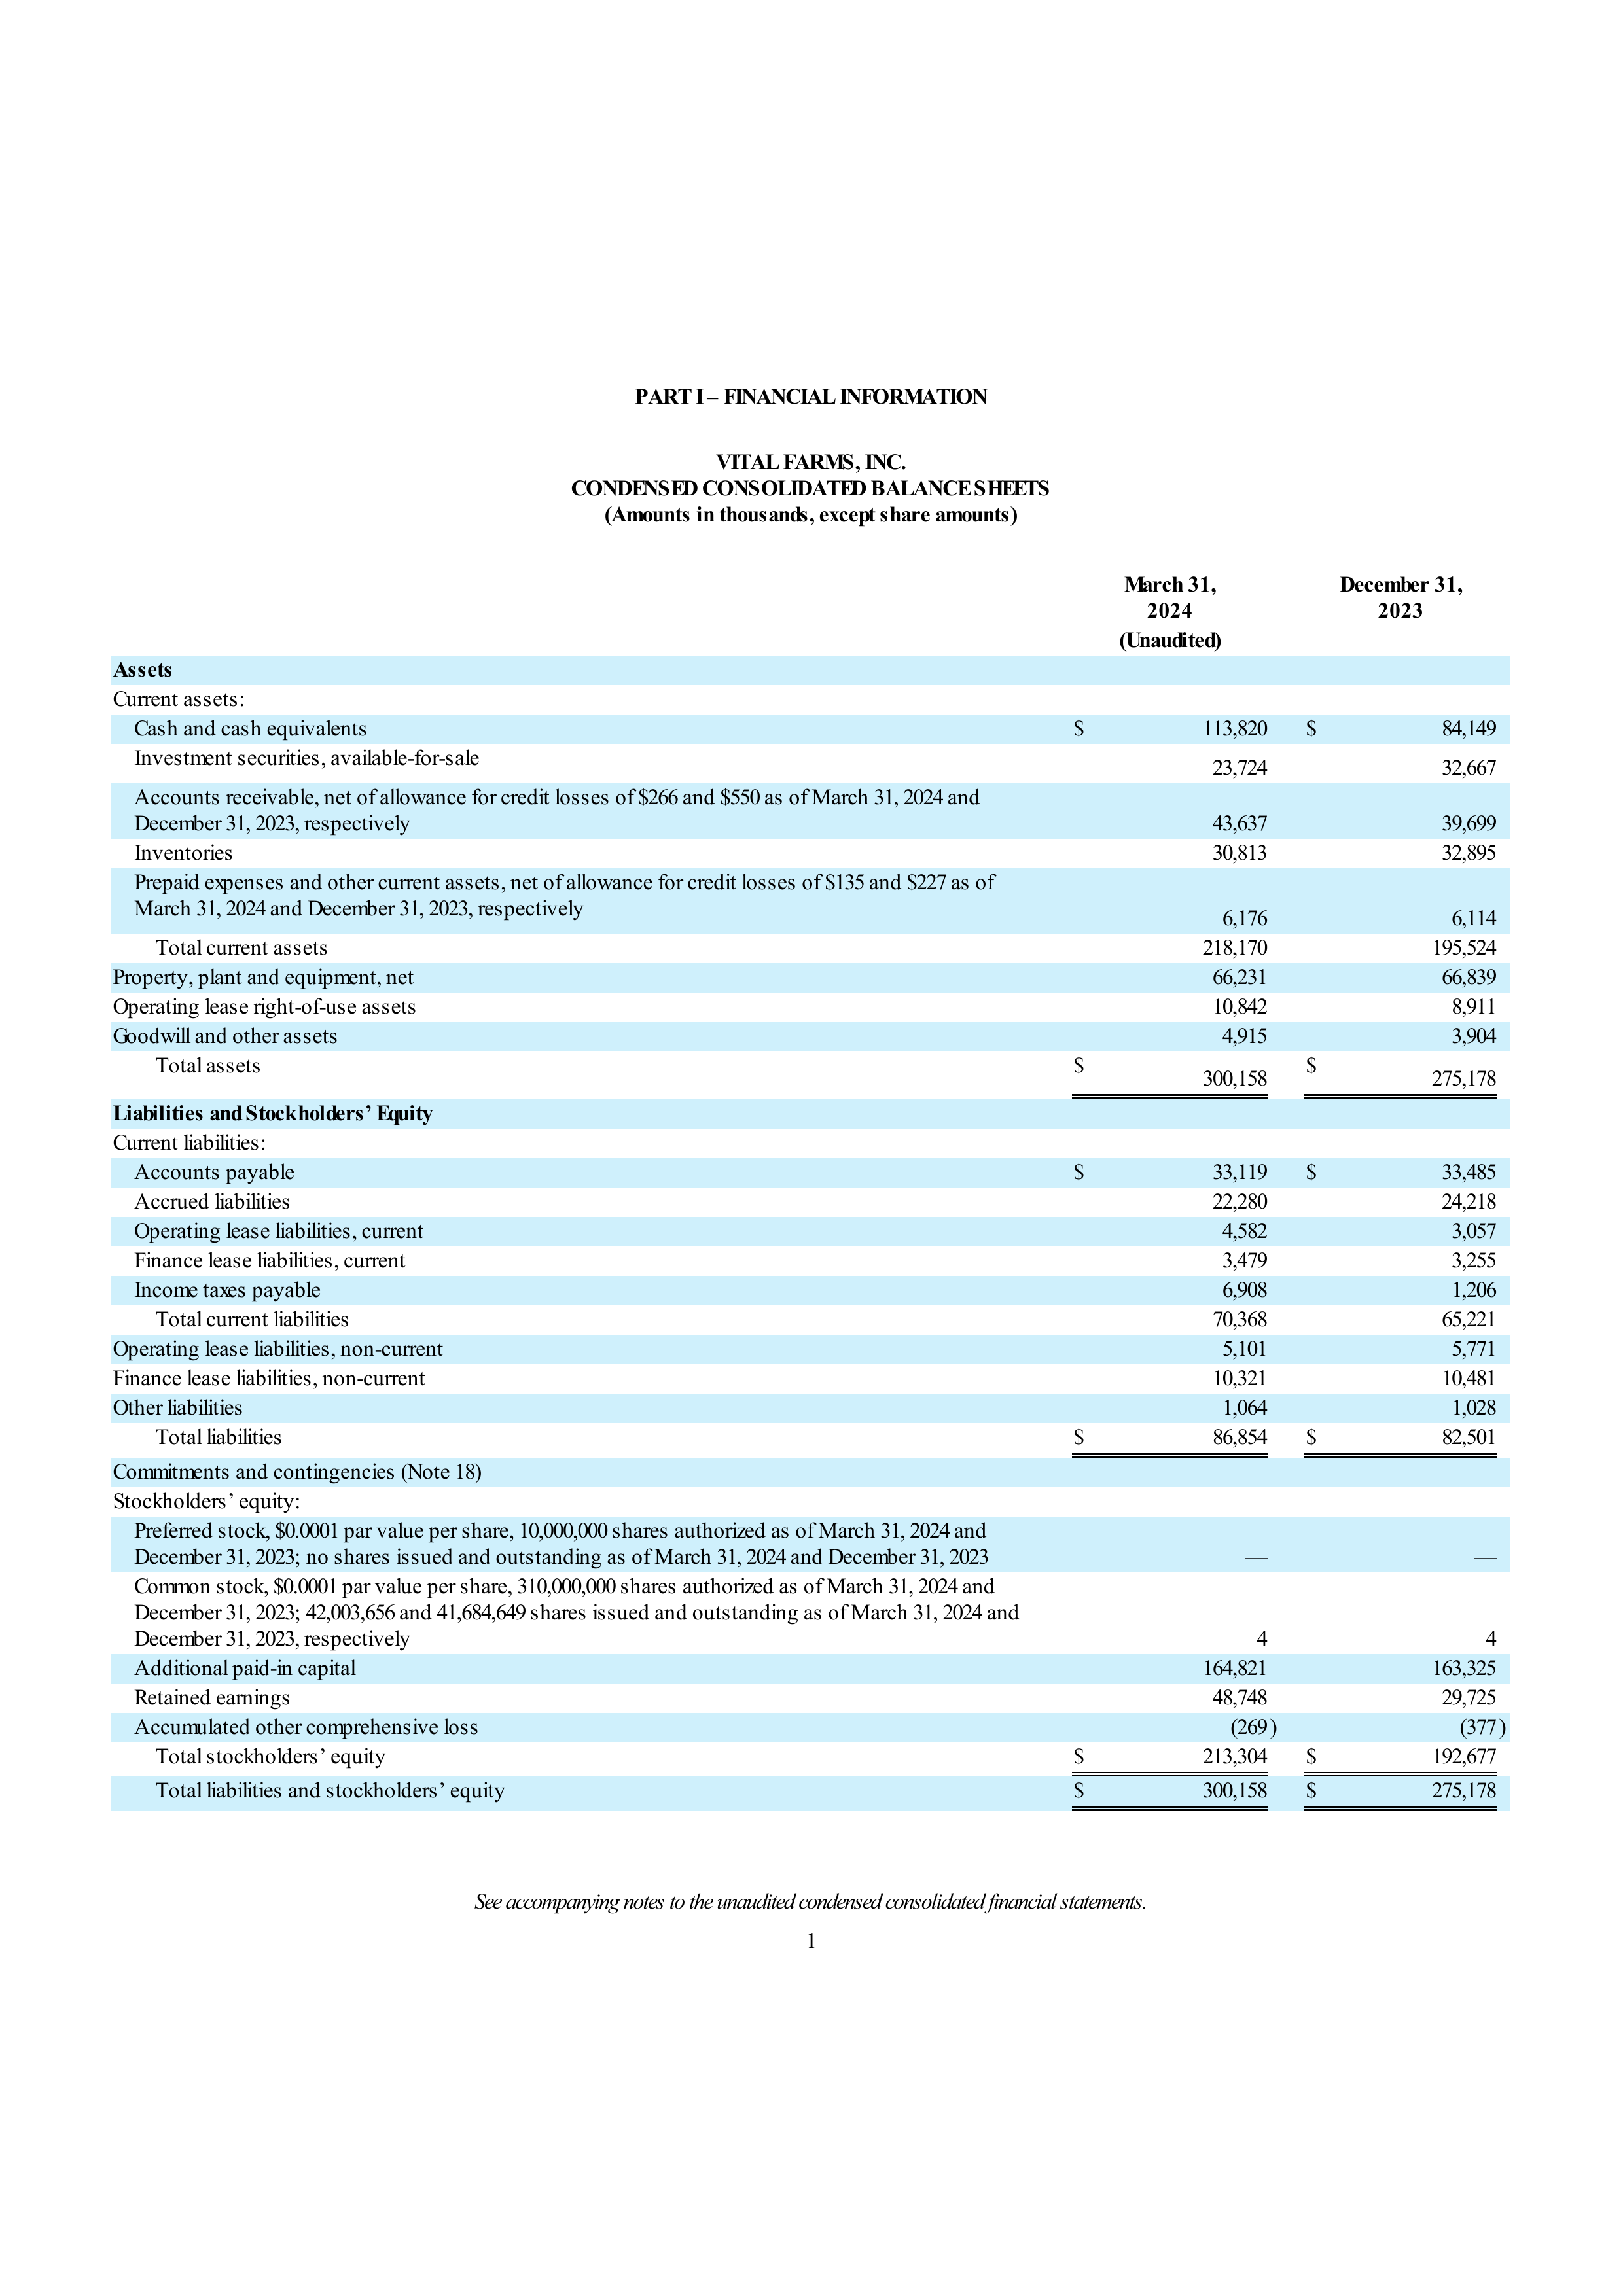 PART I – FINANCIAL INFORMATION
VITAL FARMS, INC.
CONDENSED CONSOLIDATED BALANCE SHEETS
(Amounts in thousands, except share amounts)
March 31, December 31,
2024 2023
(Unaudited)
Assets
Current assets:
Cash and cash equivalents $ 113,820 $ 84,149
Investment securities, available-for-sale 23,724 32,667
Accounts receivable, net of allowance for credit losses of $266 and $550 as of March 31, 2024 and
December 31, 2023, respectively 43,637 39,699
Inventories 30,813 32,895
Prepaid expenses and other current assets, net of allowance for credit losses of $135 and $227 as of
March 31, 2024 and December 31, 2023, respectively 6,176 6,114
Total current assets 218,170 195,524
Property, plant and equipment, net 66,231 66,839
Operating lease right-of-use assets 10,842 8,911
Goodwill and other assets 4,915 3,904
Total assets $ 300,158 $ 275,178
Liabilities and Stockholders’ Equity
Current liabilities:
Accounts payable $ 33,119 $ 33,485
Accrued liabilities 22,280 24,218
Operating lease liabilities, current 4,582 3,057
Finance lease liabilities, current 3,479 3,255
Income taxes payable 6,908 1,206
Total current liabilities 70,368 65,221
Operating lease liabilities, non-current 5,101 5,771
Finance lease liabilities, non-current 10,321 10,481
Other liabilities 1,064 1,028
Total liabilities $ 86,854 $ 82,501
Commitments and contingencies (Note 18)
Stockholders’ equity:
Preferred stock, $0.0001 par value per share, 10,000,000 shares authorized as of March 31, 2024 and
December 31, 2023; no shares issued and outstanding as of March 31, 2024 and December 31, 2023 — —
Common stock, $0.0001 par value per share, 310,000,000 shares authorized as of March 31, 2024 and
December 31, 2023; 42,003,656 and 41,684,649 shares issued and outstanding as of March 31, 2024 and
December 31, 2023, respectively 4 4
Additional paid-in capital 164,821 163,325
Retained earnings 48,748 29,725
Accumulated other comprehensive loss (269) (377)
Total stockholders’ equity $ 213,304 $ 192,677
Total liabilities and stockholders’ equity $ 300,158 $ 275,178
See accompanying notes to the unaudited condensed consolidated financial statements.
1